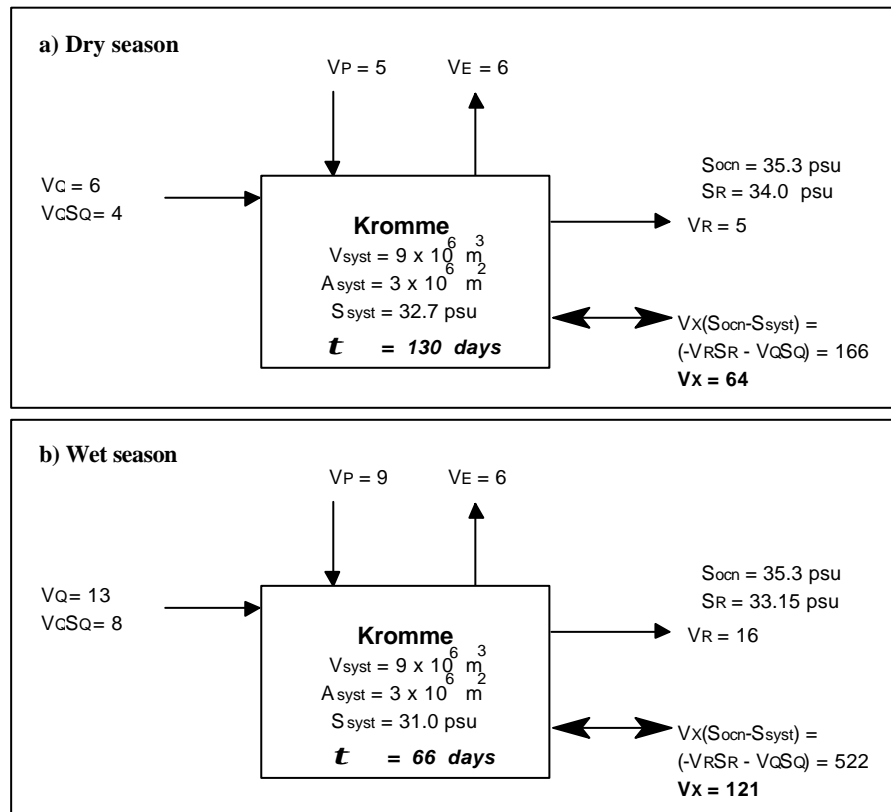 a) Dry season
VP = 5
VE = 6
VQ = 6
VQSQ = 4
Kromme
Vsyst = 9 x 10^6 m^3
Asyst = 3 x 10^6 m^2
Ssyst = 32.7 psu
t = 130 days
Socn = 35.3 psu
SR = 34.0 psu
VR = 5
VX(Socn-Ssyst) =
(-VRSR - VQSQ) = 166
VX = 64
b) Wet season
VP = 9
VE = 6
VQ= 13
VQSQ= 8
Kromme
Vsyst = 9 x 10^6 m^3
Asyst = 3 x 10^6 m^2
Ssyst = 31.0 psu
t = 66 days
Socn = 35.3 psu
SR = 33.15 psu
VR = 16
VX(Socn-Ssyst) =
(-VRSR - VQSQ) = 522
VX = 121